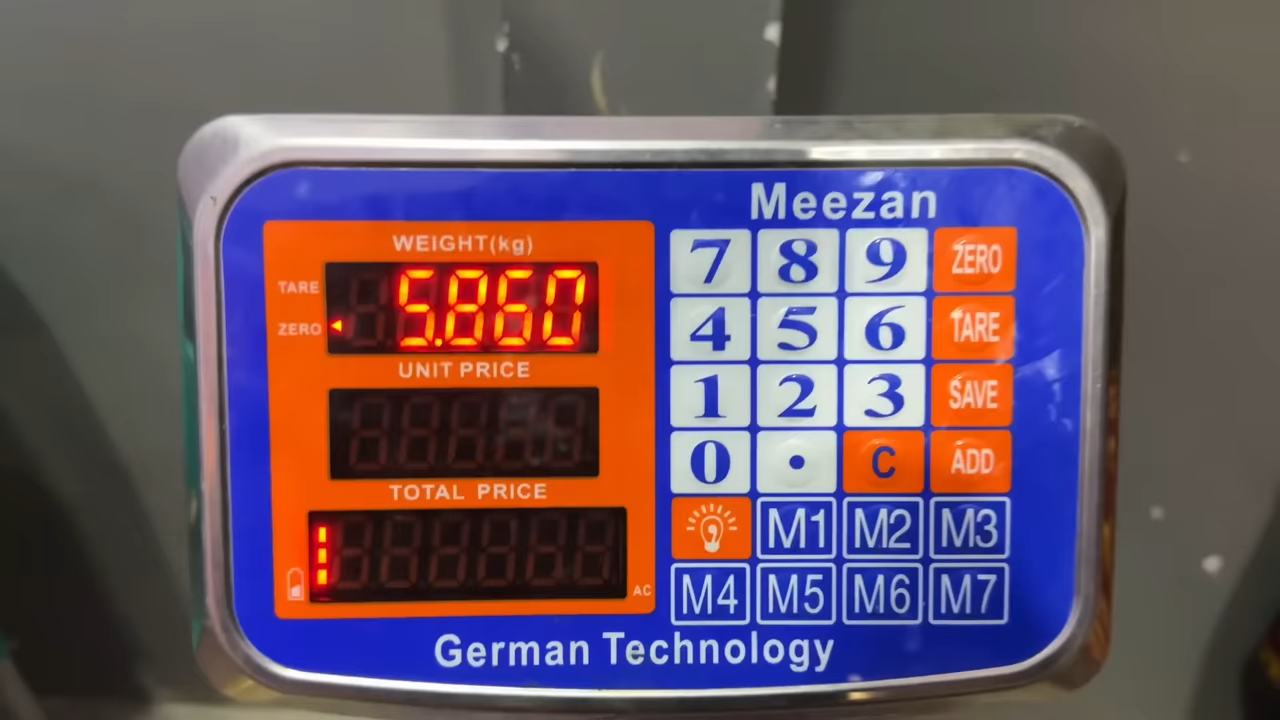 Meezan
WEIGHT(kg)
TARE
ZERO
5.860
UNIT PRICE
TOTAL PRICE
AC
7 8 9 ZERO
4 5 6 TARE
1 2 3 SAVE
0 . C ADD
M1 M2 M3
M4 M5 M6 M7
German Technology